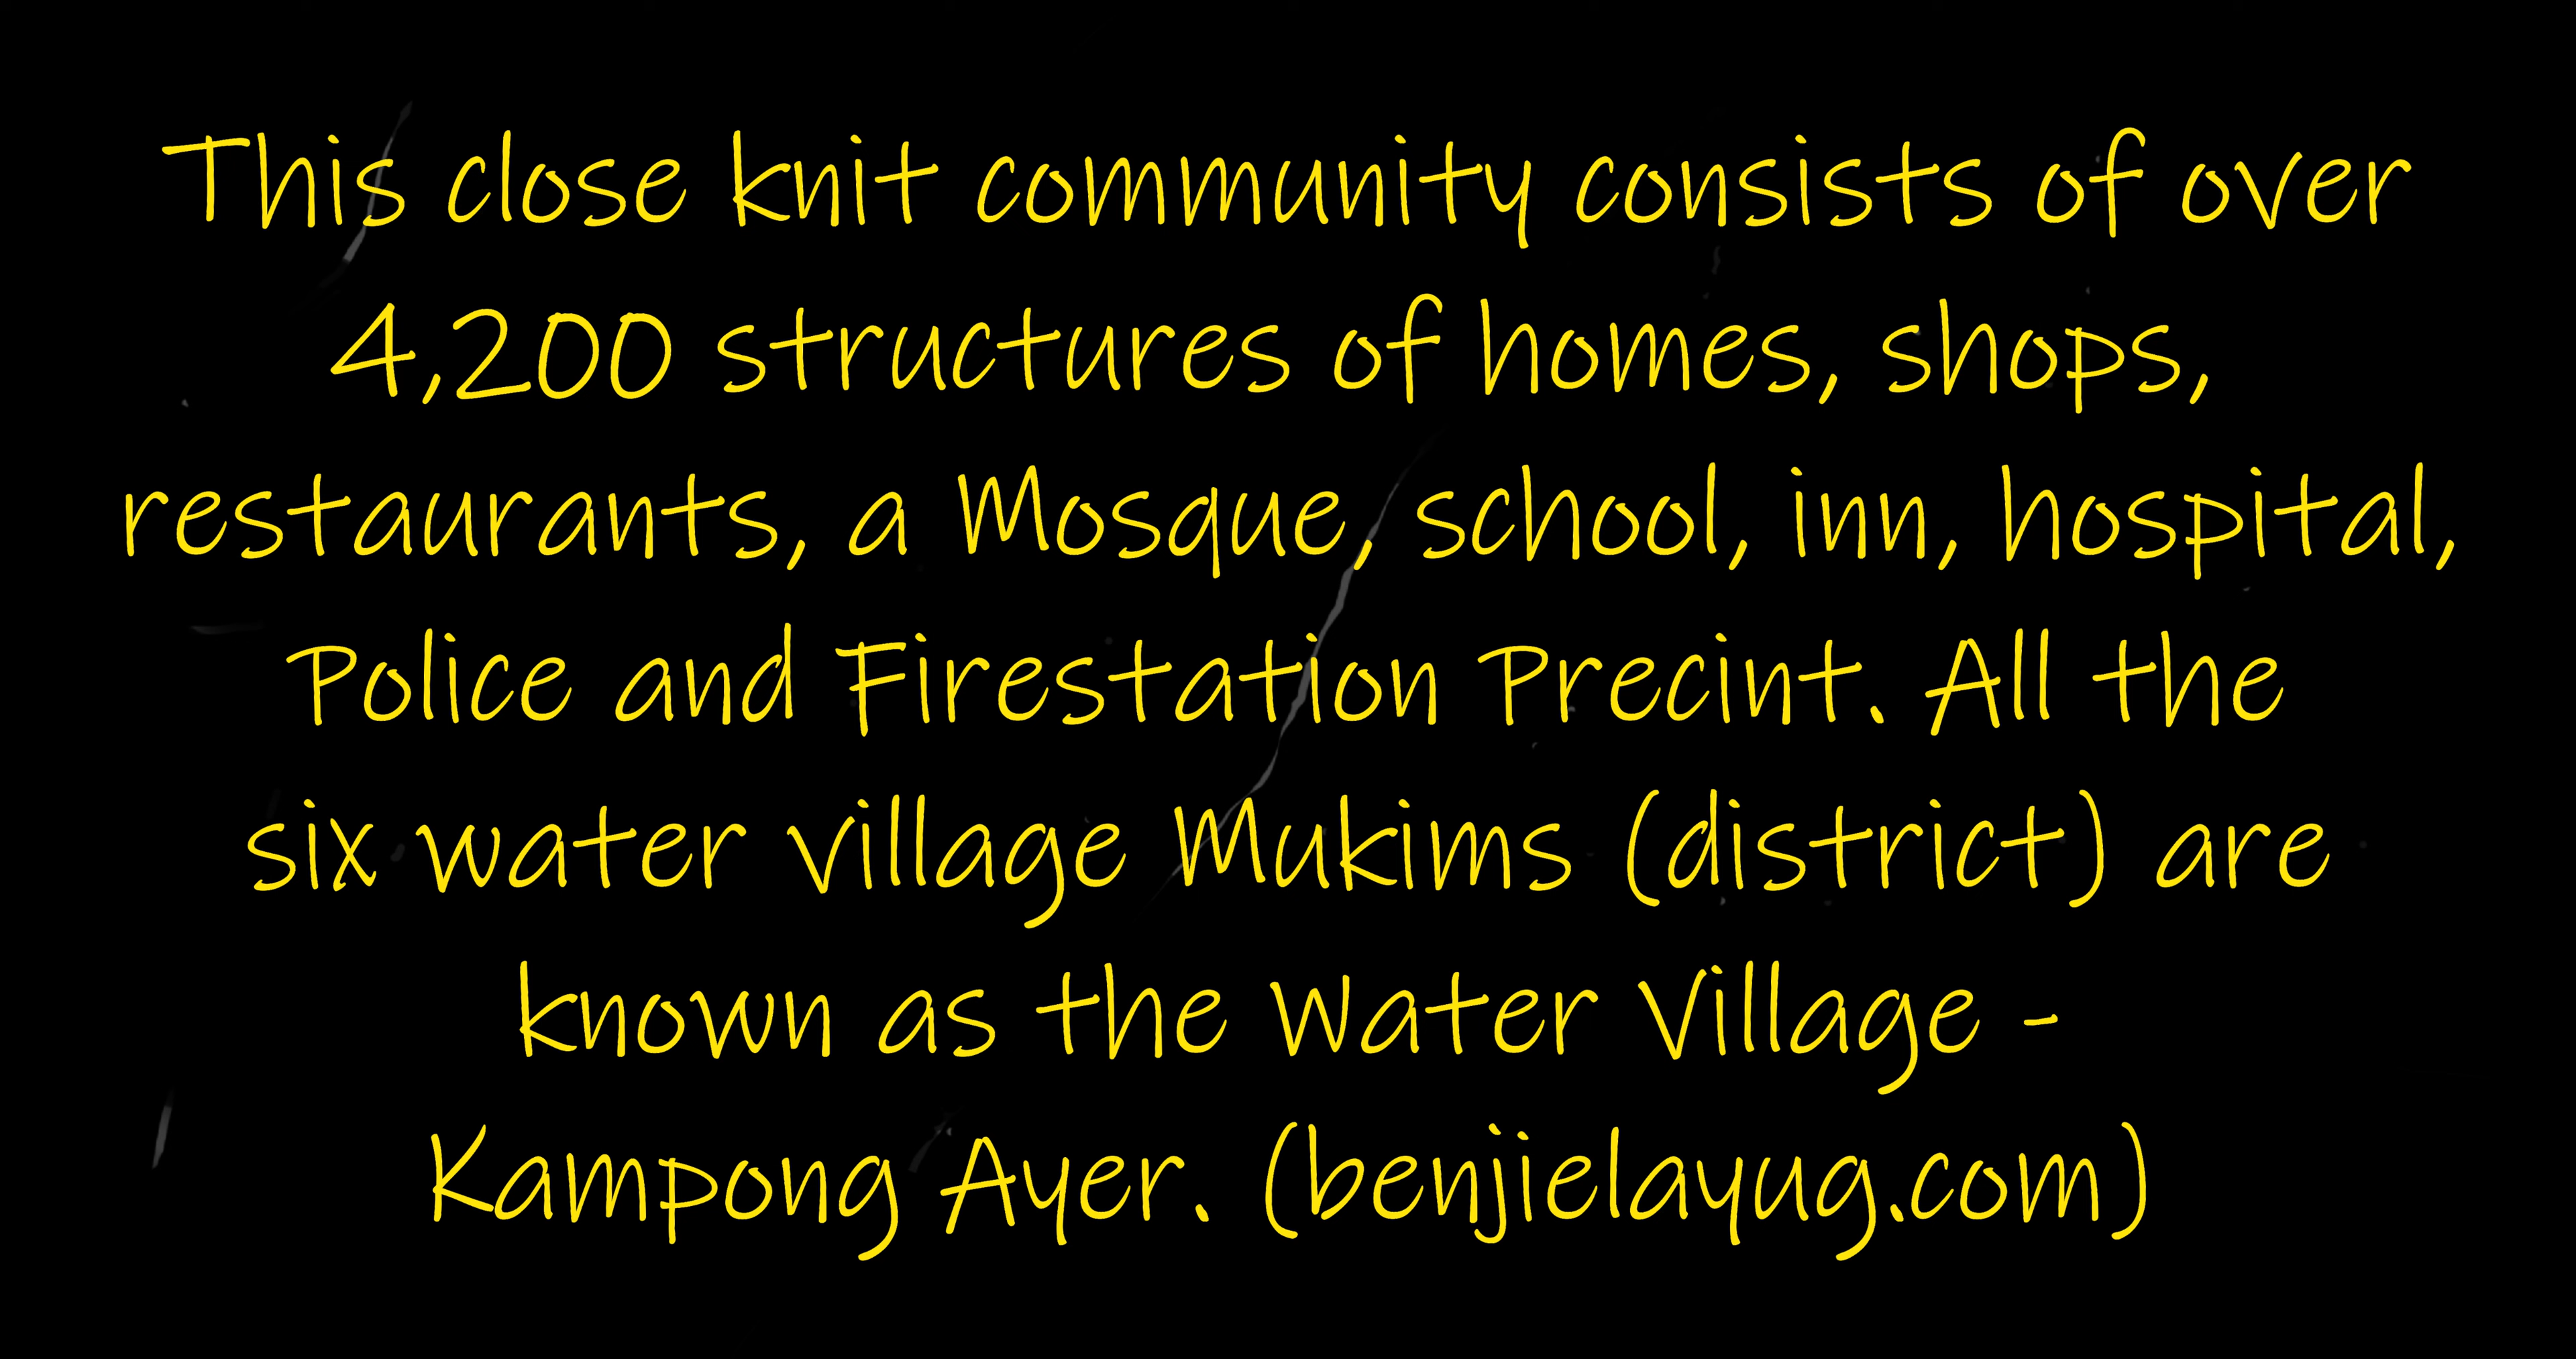 This close knit community consists of over
4,200 structures of homes, shops,
restaurants, a Mosque, school, inn, hospital,
Police and Firestation Precint. All the
six water village Mukims (district) are
known as the Water Village -
Kampong Ayer. (benjielayug.com)